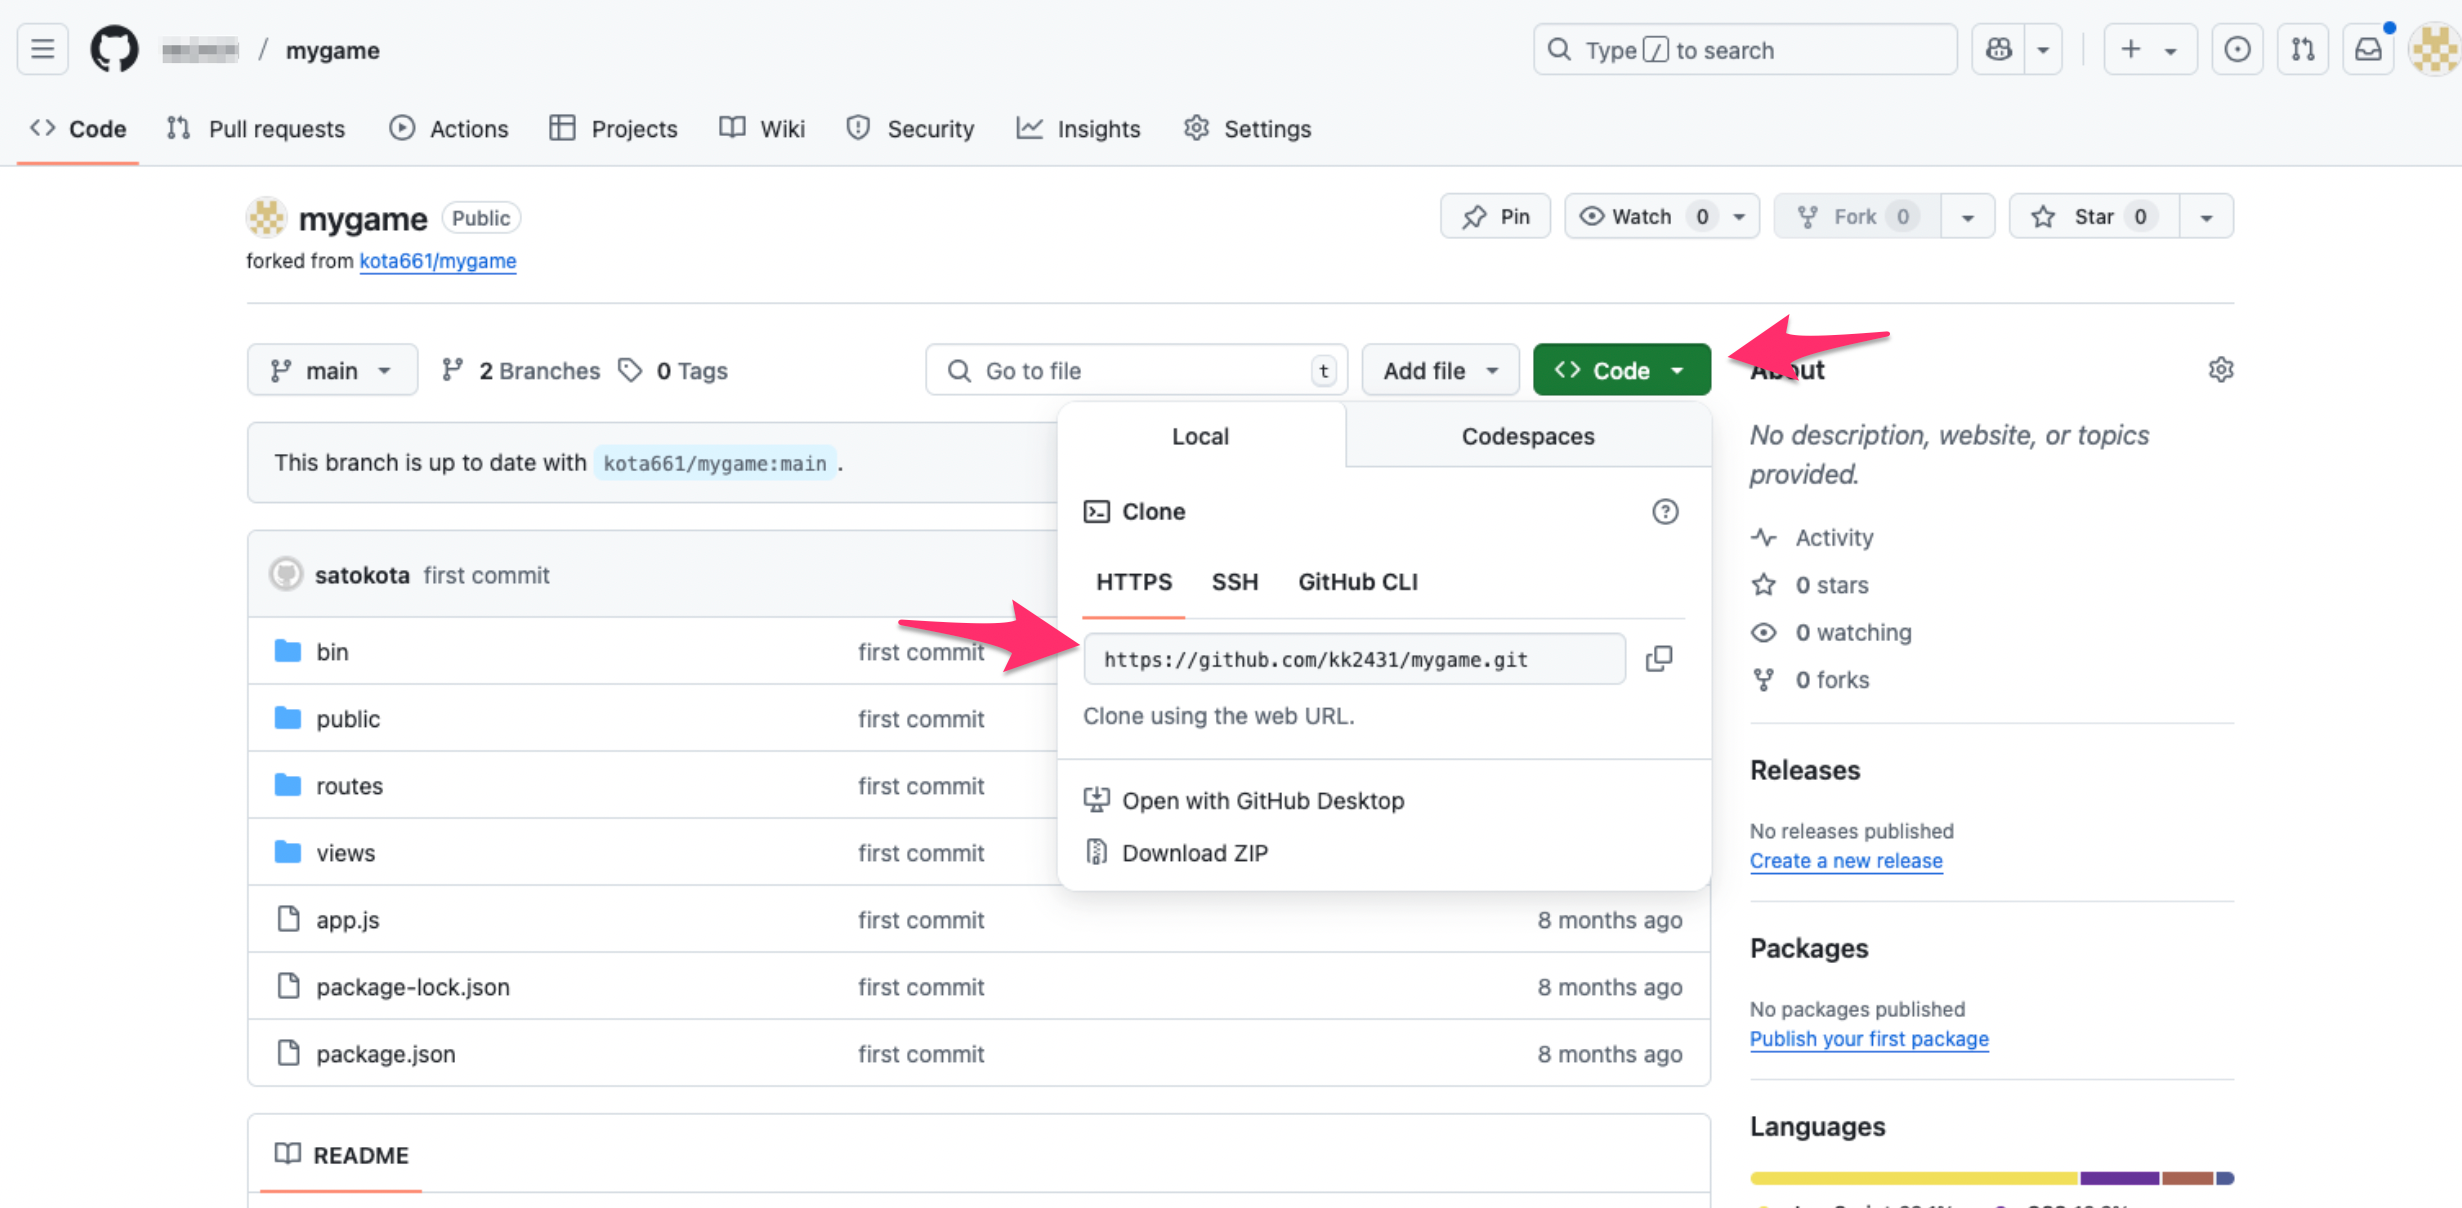 / mygame
Type / to search
Code Pull requests Actions Projects Wiki Security Insights Settings
mygame Public
Pin Watch 0 Fork 0 Star 0
forked from kota661/mygame
main 2 Branches 0 Tags
Go to file t
Add file
Code
This branch is up to date with kota661/mygame:main .
satokota first commit
bin first commit
public first commit
routes first commit
views first commit
app.js first commit 8 months ago
package-lock.json first commit 8 months ago
package.json first commit 8 months ago
README
Local Codespaces
Clone
HTTPS SSH GitHub CLI
https://github.com/kk2431/mygame.git
Clone using the web URL.
Open with GitHub Desktop
Download ZIP
About
No description, website, or topics
provided.
Activity
0 stars
0 watching
0 forks
Releases
No releases published
Create a new release
Packages
No packages published
Publish your first package
Languages